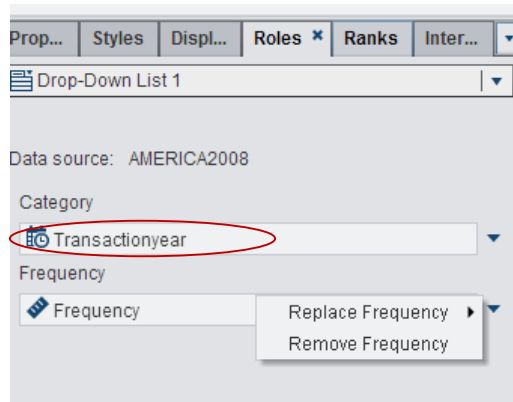 Prop... Styles Displ... Roles × Ranks Inter...
Drop-Down List 1
Data source: AMERICA2008
Category
Transactionyear
Frequency
Frequency
Replace Frequency
Remove Frequency